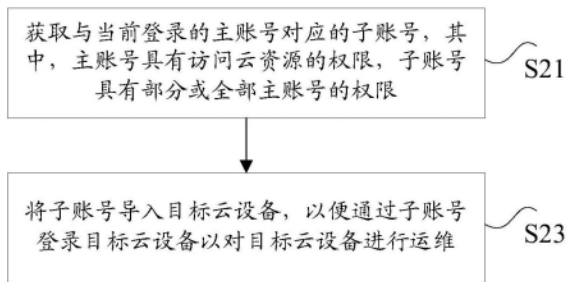 获取与当前登录的主账号对应的子账号，其
中，主账号具有访问云资源的权限，子账号
具有部分或全部主账号的权限
S21
将子账号导入目标云设备，以便通过子账号
登录目标云设备以对目标云设备进行运维
S23